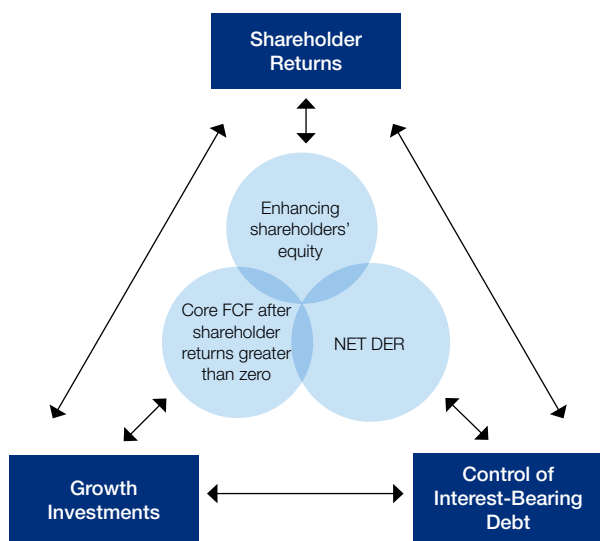 Shareholder
Returns
Enhancing
shareholders'
equity
Core FCF after
shareholder
returns greater
than zero
NET DER
Growth
Investments
Control of
Interest-Bearing
Debt